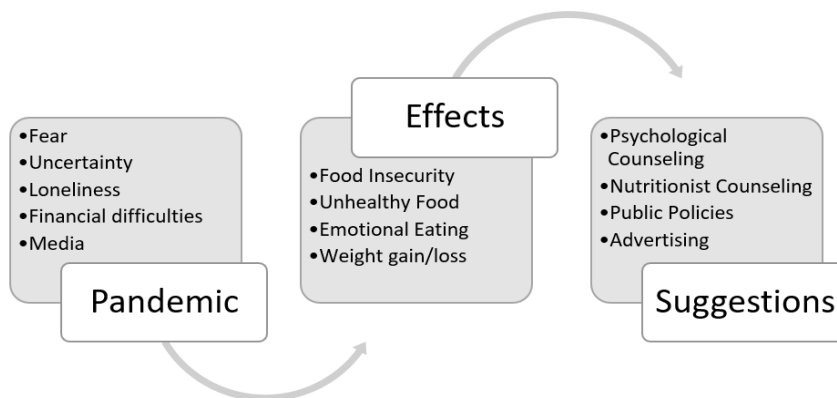 •Fear
•Uncertainty
•Loneliness
•Financial difficulties
•Media
Pandemic
Effects
•Food Insecurity
•Unhealthy Food
•Emotional Eating
•Weight gain/loss
•Psychological
Counseling
•Nutritionist Counseling
•Public Policies
•Advertising
Suggestions